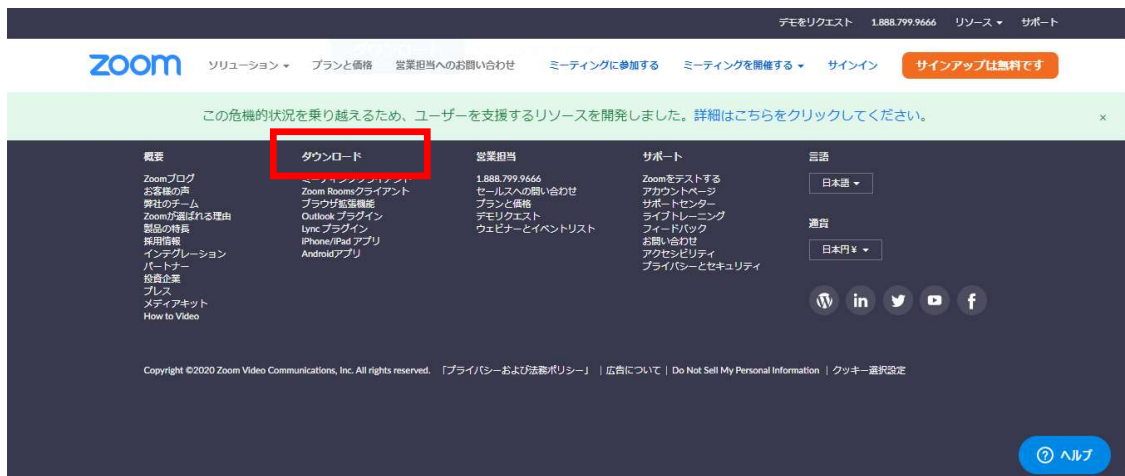 デモをリクエスト 1.888.799.9666 リソース サポート
zoom ソリューション プランと価格 営業担当へのお問い合わせ ミーティングに参加する ミーティングを開催する サインイン サインアップは無料です
この危機的状況を乗り越えるため、ユーザーを支援するリソースを開発しました。詳細はこちらをクリックしてください。 ×
概要
Zoomブログ
お客様の声
弊社のチーム
Zoomが選ばれる理由
製品の特長
採用情報
インテグレーション
パートナー
投資企業
プレス
メディアキット
How to Video
ダウンロード
ミーティングクライアント
Zoom Roomsクライアント
ブラウザ拡張機能
Outlook プラグイン
Lync プラグイン
iPhone/iPad アプリ
Androidアプリ
営業担当
1.888.799.9666
セールスへの問い合わせ
プランと価格
デモリクエスト
ウェビナーとイベントリスト
サポート
Zoomをテストする
アカウントページ
サポートセンター
ライブトレーニング
フィードバック
お問い合わせ
アクセシビリティ
プライバシーとセキュリティ
言語
日本語
通貨
日本円¥
Copyright ©2020 Zoom Video Communications, Inc. All rights reserved. 「プライバシーおよび法務ポリシー」 | 広告について | Do Not Sell My Personal Information | クッキー選択設定
ヘルプ